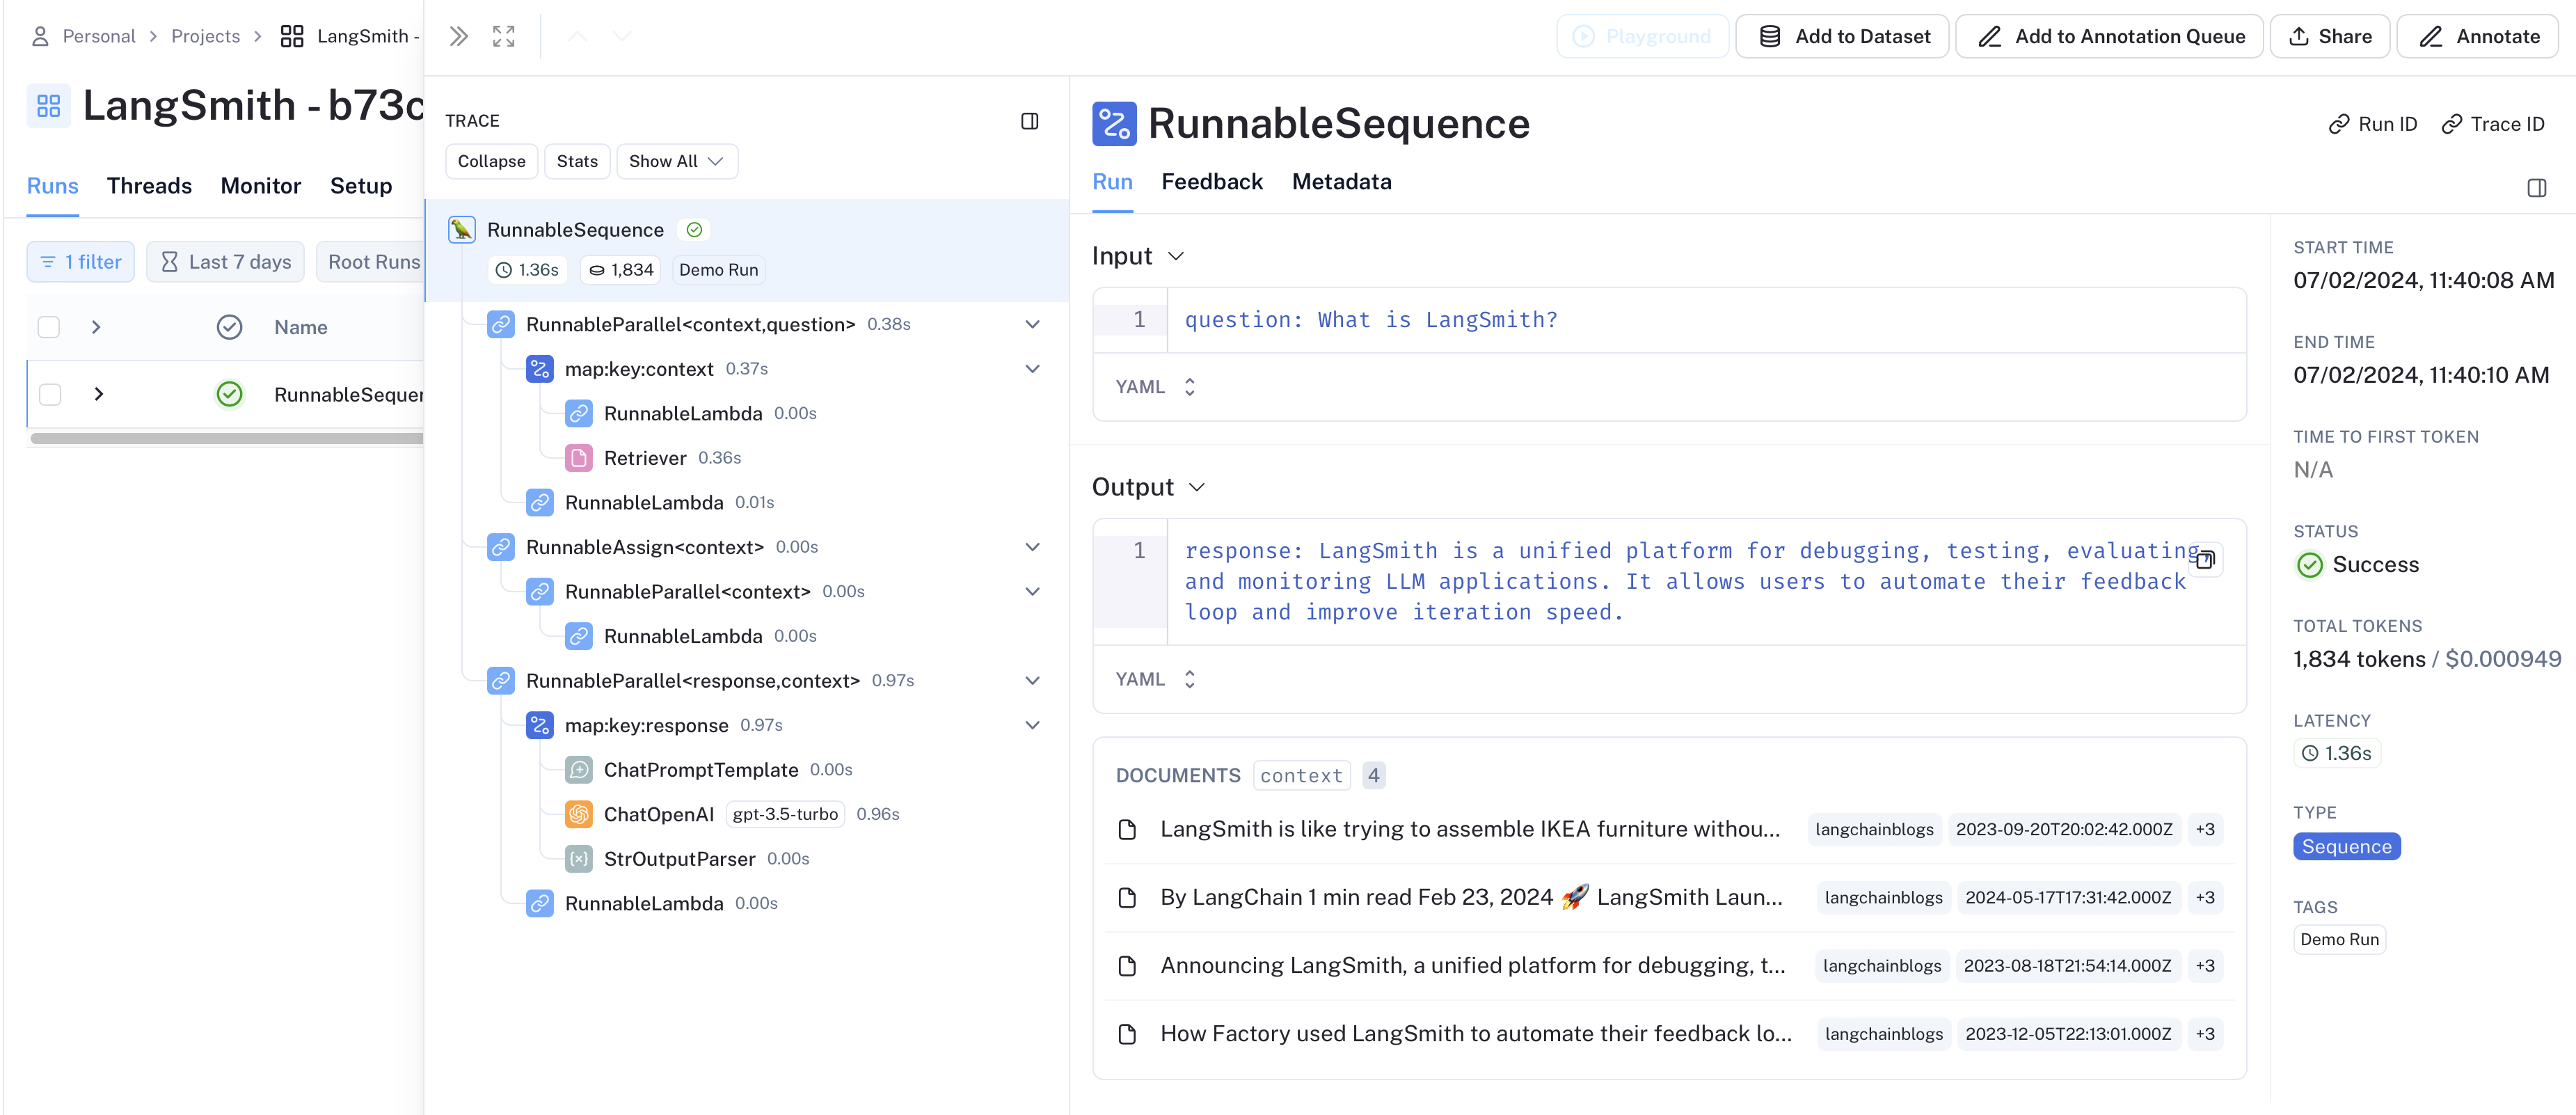 Personal > Projects > LangSmith -
LangSmith - b73c
Runs Threads Monitor Setup
1 filter Last 7 days Root Runs
Name
RunnableSequer
Playground Add to Dataset Add to Annotation Queue Share Annotate
TRACE
Collapse Stats Show All
RunnableSequence
1.36s 1,834 Demo Run
RunnableParallel<context,question> 0.38s
map:key:context 0.37s
RunnableLambda 0.00s
Retriever 0.36s
RunnableLambda 0.01s
RunnableAssign<context> 0.00s
RunnableParallel<context> 0.00s
RunnableLambda 0.00s
RunnableParallel<response,context> 0.97s
map:key:response 0.97s
ChatPromptTemplate 0.00s
ChatOpenAI gpt-3.5-turbo 0.96s
StrOutputParser 0.00s
RunnableLambda 0.00s
RunnableSequence
Run ID Trace ID
Run Feedback Metadata
Input
1 question: What is LangSmith?
YAML
Output
1 response: LangSmith is a unified platform for debugging, testing, evaluating,
and monitoring LLM applications. It allows users to automate their feedback
loop and improve iteration speed.
YAML
DOCUMENTS context 4
LangSmith is like trying to assemble IKEA furniture withou... langchainblogs 2023-09-20T20:02:42.000Z +3
By LangChain 1 min read Feb 23, 2024 🚀 LangSmith Laun... langchainblogs 2024-05-17T17:31:42.000Z +3
Announcing LangSmith, a unified platform for debugging, t... langchainblogs 2023-08-18T21:54:14.000Z +3
How Factory used LangSmith to automate their feedback lo... langchainblogs 2023-12-05T22:13:01.000Z +3
START TIME
07/02/2024, 11:40:08 AM
END TIME
07/02/2024, 11:40:10 AM
TIME TO FIRST TOKEN
N/A
STATUS
Success
TOTAL TOKENS
1,834 tokens / $0.000949
LATENCY
1.36s
TYPE
Sequence
TAGS
Demo Run